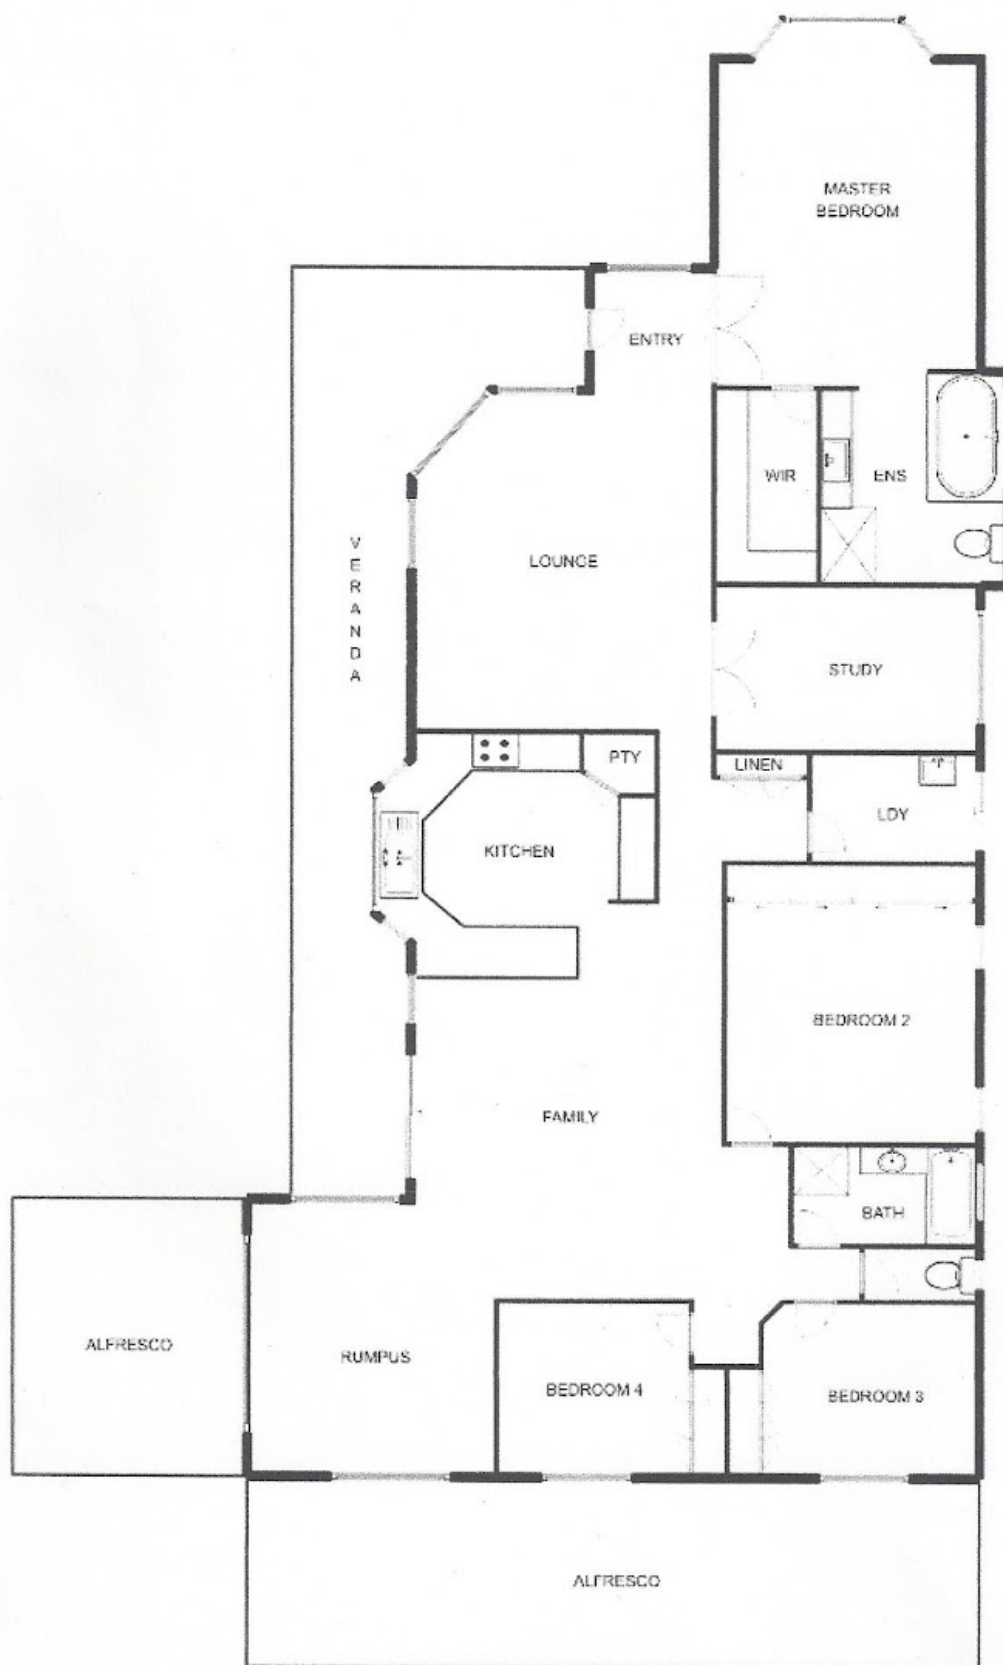 MASTER
BEDROOM
ENTRY
WIR
ENS
VERANDA
LOUNGE
STUDY
PTY
LINEN
LDY
KITCHEN
BEDROOM 2
FAMILY
BATH
ALFRESCO
RUMPUS
BEDROOM 4
BEDROOM 3
ALFRESCO